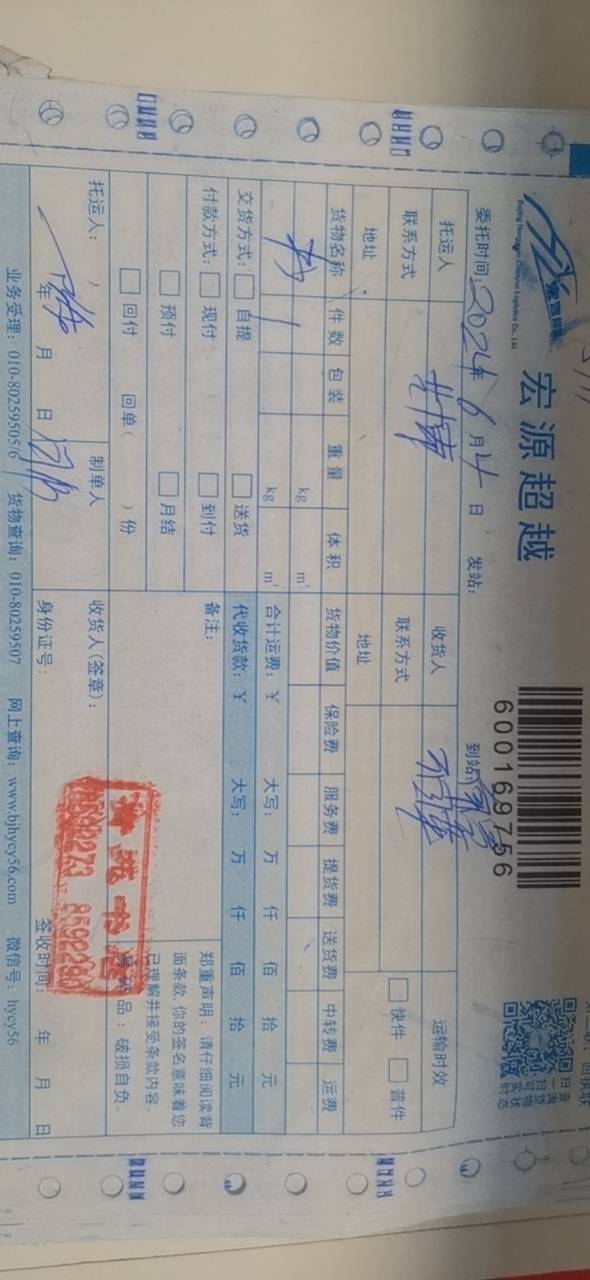 宏源超越
6001697756
委托时间：2024年 6月4日 发站： 到站：
托运人 收货人 运输时效
联系方式 联系方式 快件 普件
地址 地址
货物名称 件数 包装 重量 体积 货物价值 保险费 服务费 提货费 送货费 中转费 运费
kg m³
1 kg m³ 合计运费：￥ 大写： 万 仟 佰 拾 元
交货方式： 自提 送货 代收货款：￥ 大写： 万 仟 佰 拾 元
付款方式： 现付 到付 备注：
预付 月结
回付 回单（ ）份
郑重声明：请仔细阅读背
面条款，你的签名意味着您
已理解并接受条款内容。
品：破损自负。
托运人： 年 月 日 制单人
收货人（签章）：
身份证号： 签收时间： 年 月 日
业务受理：010-80259505/6 货物查询：010-80259507 网上查询：www.bjhycy56.com 微信号：hycy56